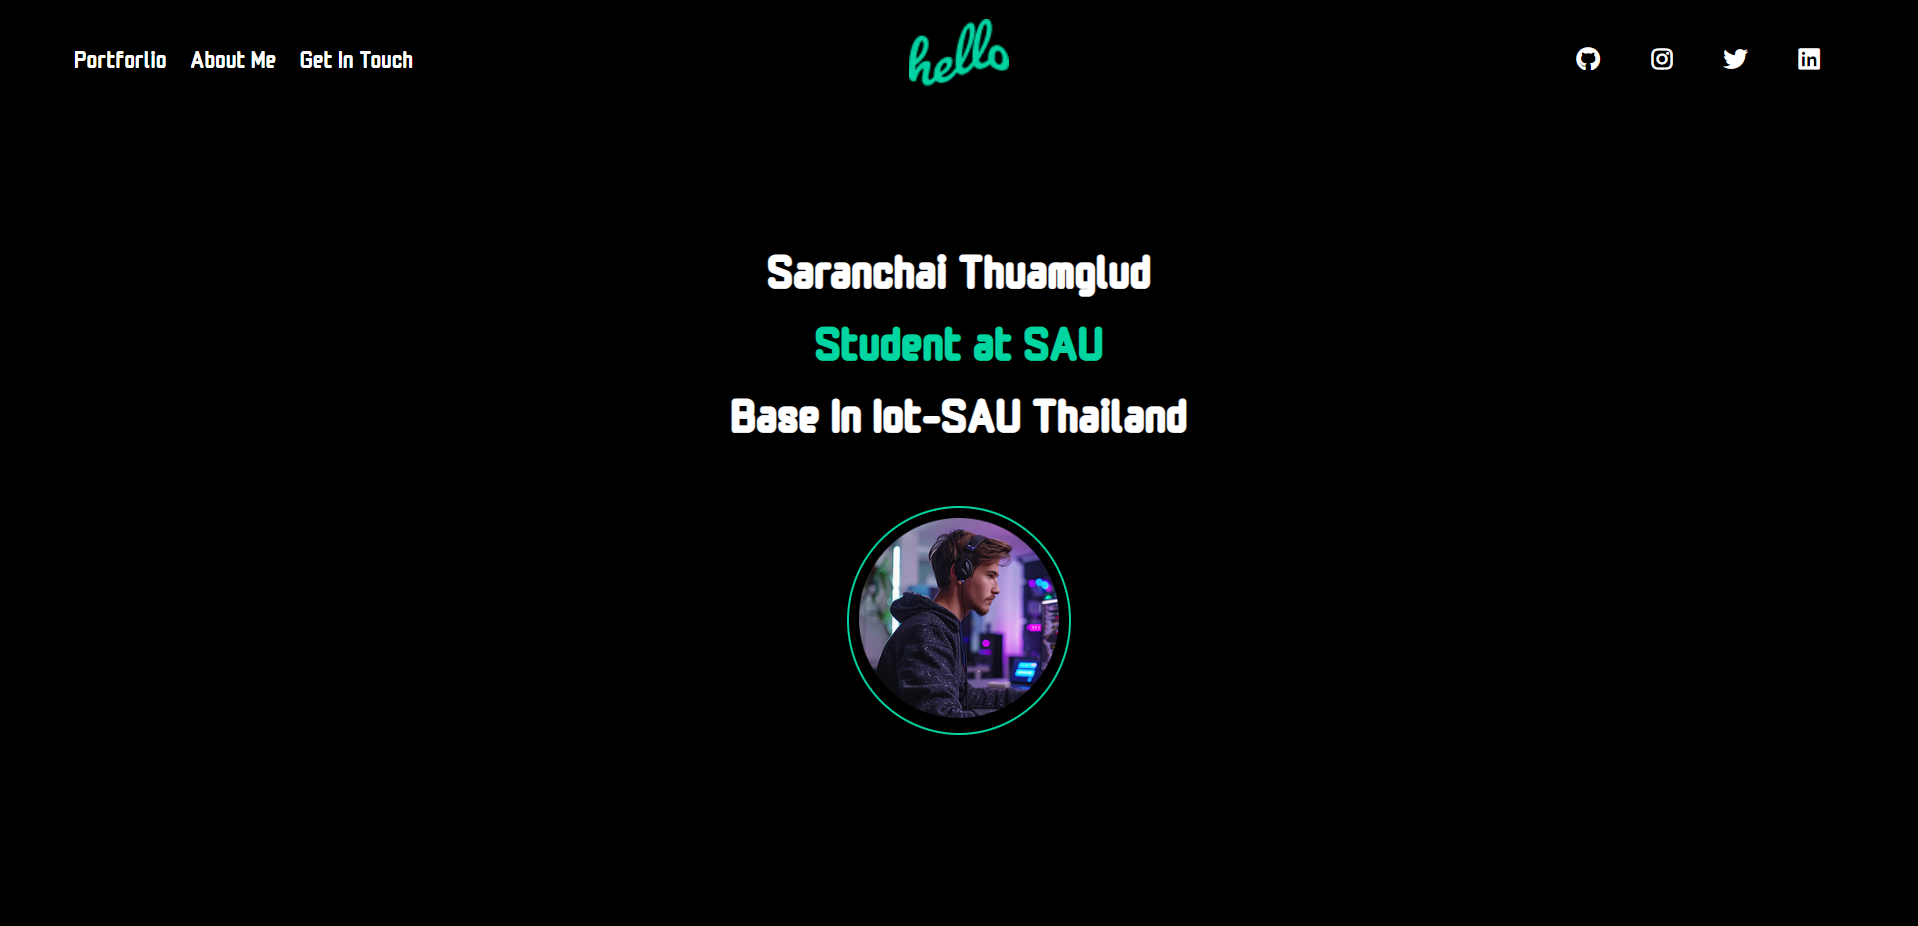 Portforlio About Me Get In Touch
hello
Saranchai Thuamglud
Student at SAU
Base In Iot-SAU Thailand